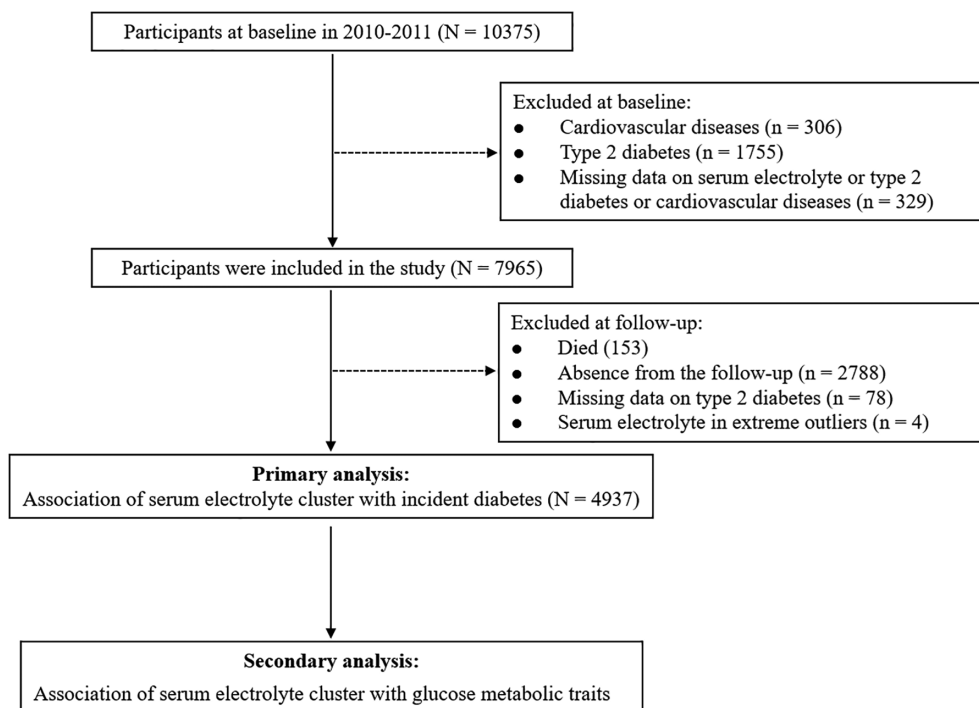 Participants at baseline in 2010-2011 (N = 10375)
Excluded at baseline:
● Cardiovascular diseases (n = 306)
● Type 2 diabetes (n = 1755)
● Missing data on serum electrolyte or type 2
diabetes or cardiovascular diseases (n = 329)
Participants were included in the study (N = 7965)
Excluded at follow-up:
● Died (153)
● Absence from the follow-up (n = 2788)
● Missing data on type 2 diabetes (n = 78)
● Serum electrolyte in extreme outliers (n = 4)
Primary analysis:
Association of serum electrolyte cluster with incident diabetes (N = 4937)
Secondary analysis:
Association of serum electrolyte cluster with glucose metabolic traits